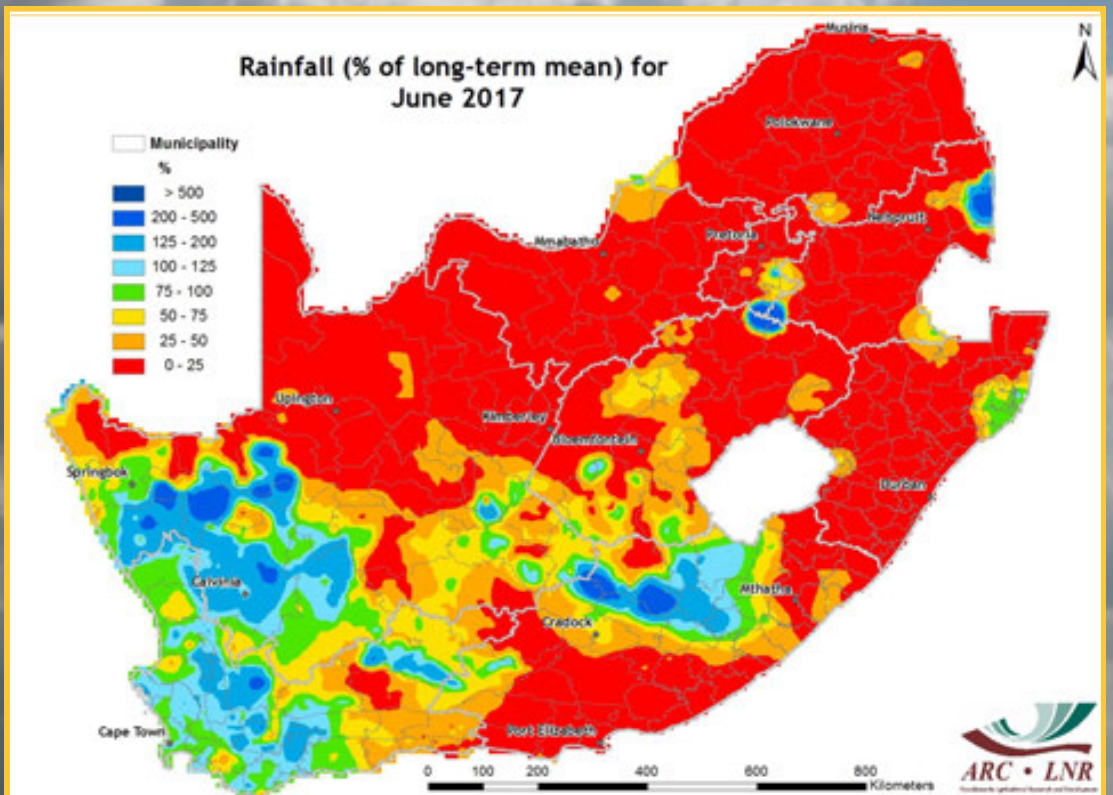 Rainfall (% of long-term mean) for
June 2017
N
Municipality
%
> 500
200 - 500
125 - 200
100 - 125
75 - 100
50 - 75
25 - 50
0 - 25
Musina
Polokwane
Nelspruit
Pretoria
Mmabatho
Upington
Kimberley
Bloemfontein
Springbok
Durban
Calvinia
Mthatha
Cradock
Cape Town
Port Elizabeth
0 100 200 400 600 800
Kilometers
ARC • LNR